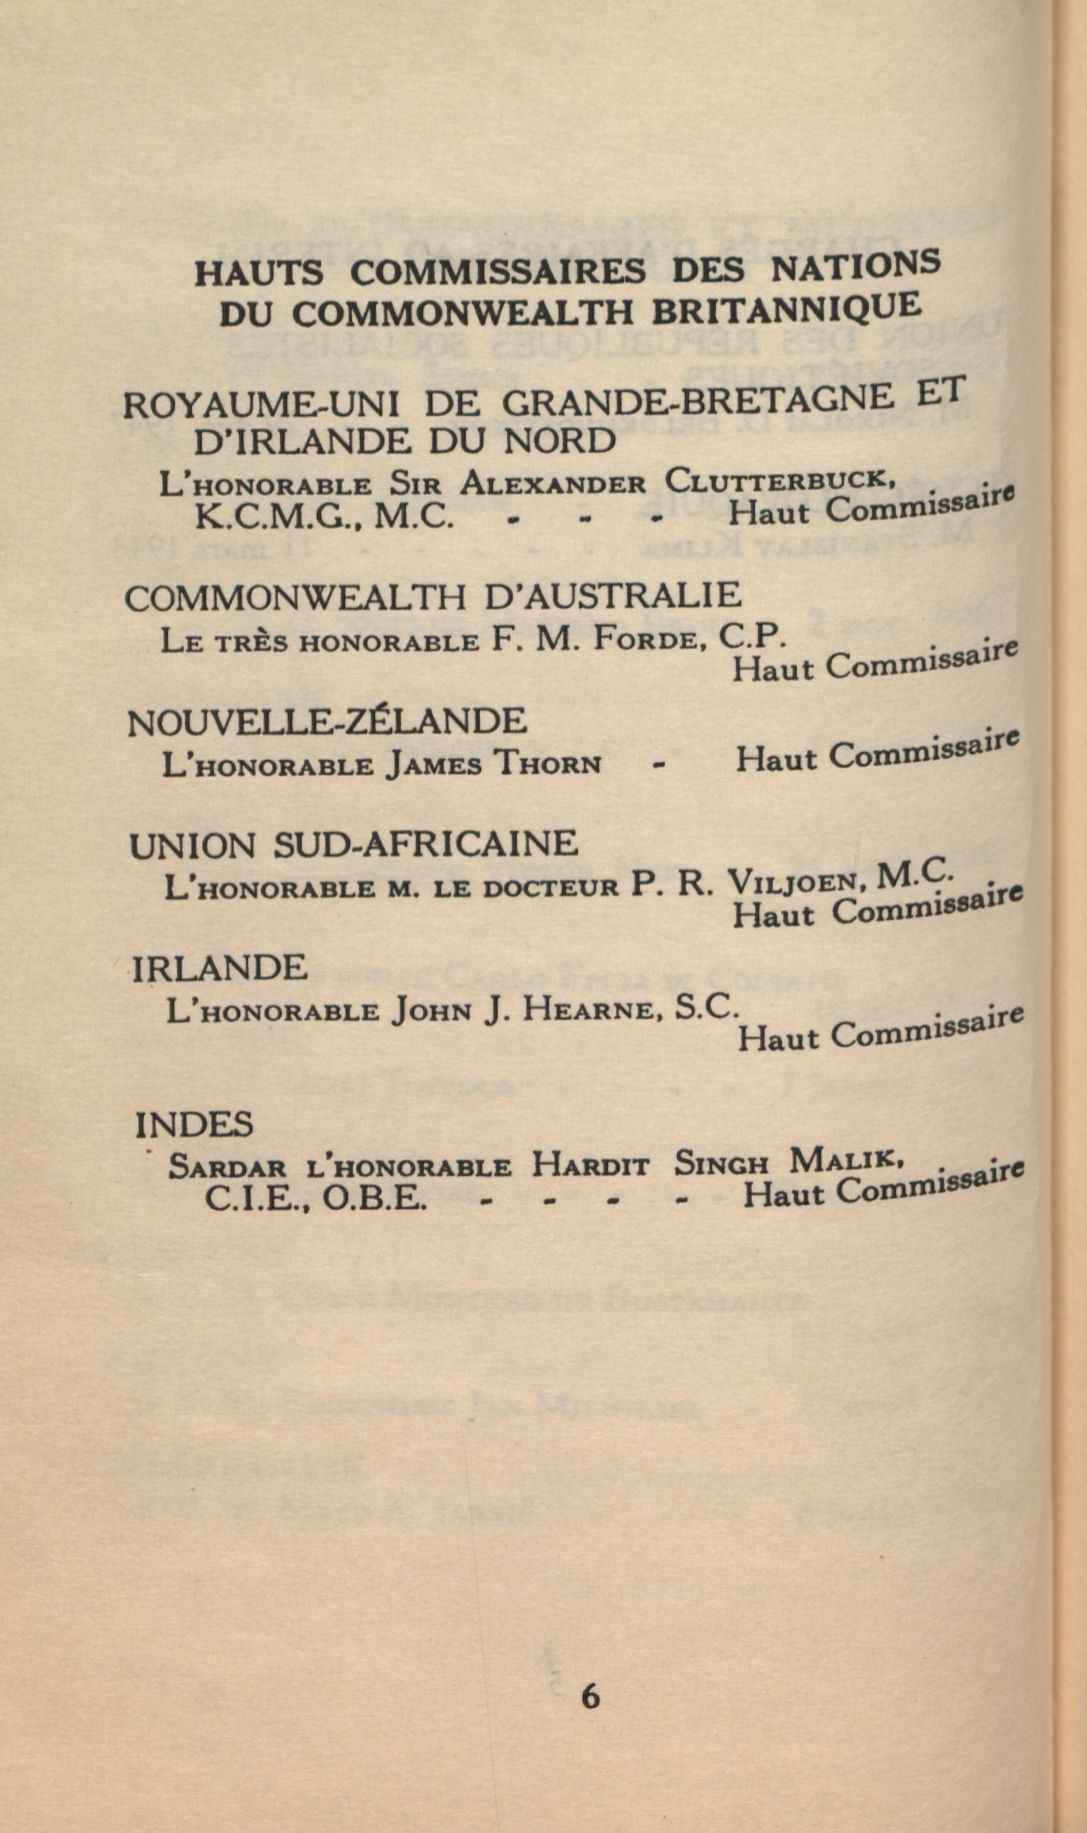 HAUTS COMMISSAIRES DES NATIONS
DU COMMONWEALTH BRITANNIQUE
ROYAUME-UNI DE GRANDE-BRETAGNE ET
D'IRLANDE DU NORD
L'HONORABLE SIR ALEXANDER CLUTTERBUCK,
K.C.M.G., M.C. - - - Haut Commissaire
COMMONWEALTH D'AUSTRALIE
LE TRÈS HONORABLE F. M. FORDE, C.P.
Haut Commissaire
NOUVELLE-ZÉLANDE
L'HONORABLE JAMES THORN - Haut Commissaire
UNION SUD-AFRICAINE
L'HONORABLE M. LE DOCTEUR P. R. VILJOEN, M.C.
Haut Commissaire
IRLANDE
L'HONORABLE JOHN J. HEARNE, S.C.
Haut Commissaire
INDES
SARDAR L'HONORABLE HARDIT SINGH MALIK,
C.I.E., O.B.E. - - - - Haut Commissaire
6